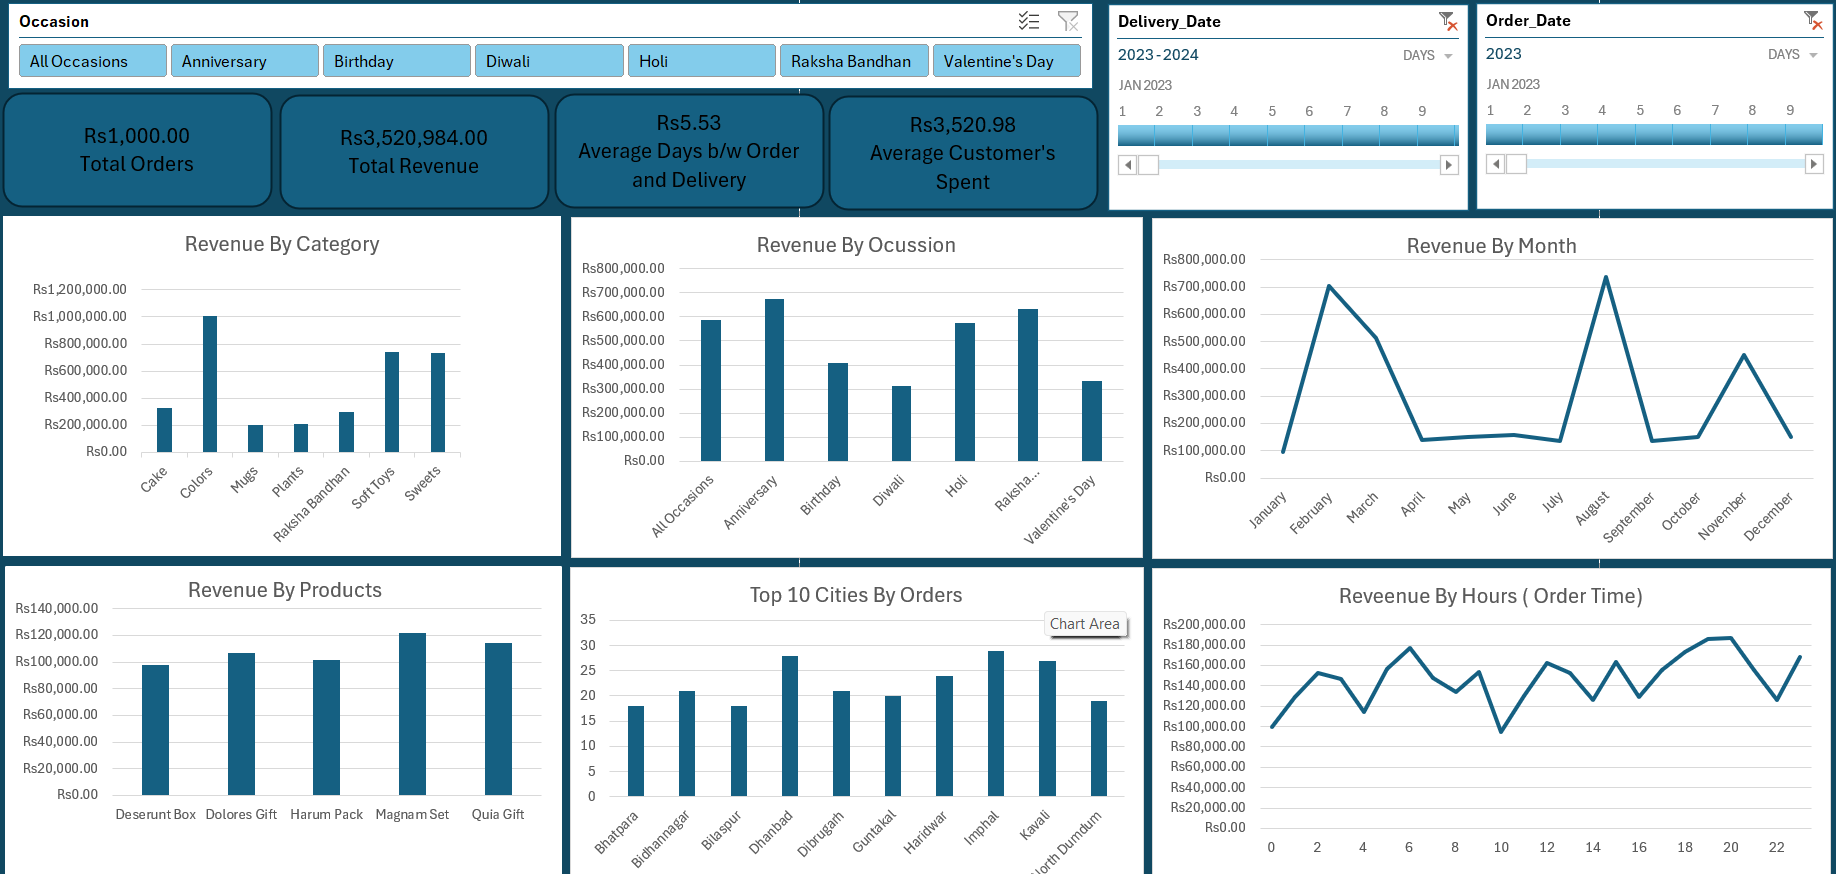 Occasion
All Occasions
Anniversary
Birthday
Diwali
Holi
Raksha Bandhan
Valentine's Day
Delivery_Date
2023 - 2024
DAYS
JAN 2023
1 2 3 4 5 6 7 8 9
Order_Date
2023
DAYS
JAN 2023
1 2 3 4 5 6 7 8 9
Rs1,000.00
Total Orders
Rs3,520,984.00
Total Revenue
Rs5.53
Average Days b/w Order
and Delivery
Rs3,520.98
Average Customer's
Spent
Revenue By Category
Rs1,200,000.00
Rs1,000,000.00
Rs800,000.00
Rs600,000.00
Rs400,000.00
Rs200,000.00
Rs0.00
Cake
Colors
Mugs
Plants
Raksha Bandhan
Soft Toys
Sweets
Revenue By Ocussion
Rs800,000.00
Rs700,000.00
Rs600,000.00
Rs500,000.00
Rs400,000.00
Rs300,000.00
Rs200,000.00
Rs100,000.00
Rs0.00
All Occasions
Anniversary
Birthday
Diwali
Holi
Raksha...
Valentine's Day
Revenue By Month
Rs800,000.00
Rs700,000.00
Rs600,000.00
Rs500,000.00
Rs400,000.00
Rs300,000.00
Rs200,000.00
Rs100,000.00
Rs0.00
January
February
March
April
May
June
July
August
September
October
November
December
Revenue By Products
Rs140,000.00
Rs120,000.00
Rs100,000.00
Rs80,000.00
Rs60,000.00
Rs40,000.00
Rs20,000.00
Rs0.00
Deserunt Box
Dolores Gift
Harum Pack
Magnam Set
Quia Gift
Top 10 Cities By Orders
Chart Area
35
30
25
20
15
10
5
0
Bhatpara
Bidhannagar
Bilaspur
Dhanbad
Dibrugarh
Guntakal
Haridwar
Imphal
Kavali
North Dumdum
Reveenue By Hours ( Order Time)
Rs200,000.00
Rs180,000.00
Rs160,000.00
Rs140,000.00
Rs120,000.00
Rs100,000.00
Rs80,000.00
Rs60,000.00
Rs40,000.00
Rs20,000.00
Rs0.00
0 2 4 6 8 10 12 14 16 18 20 22